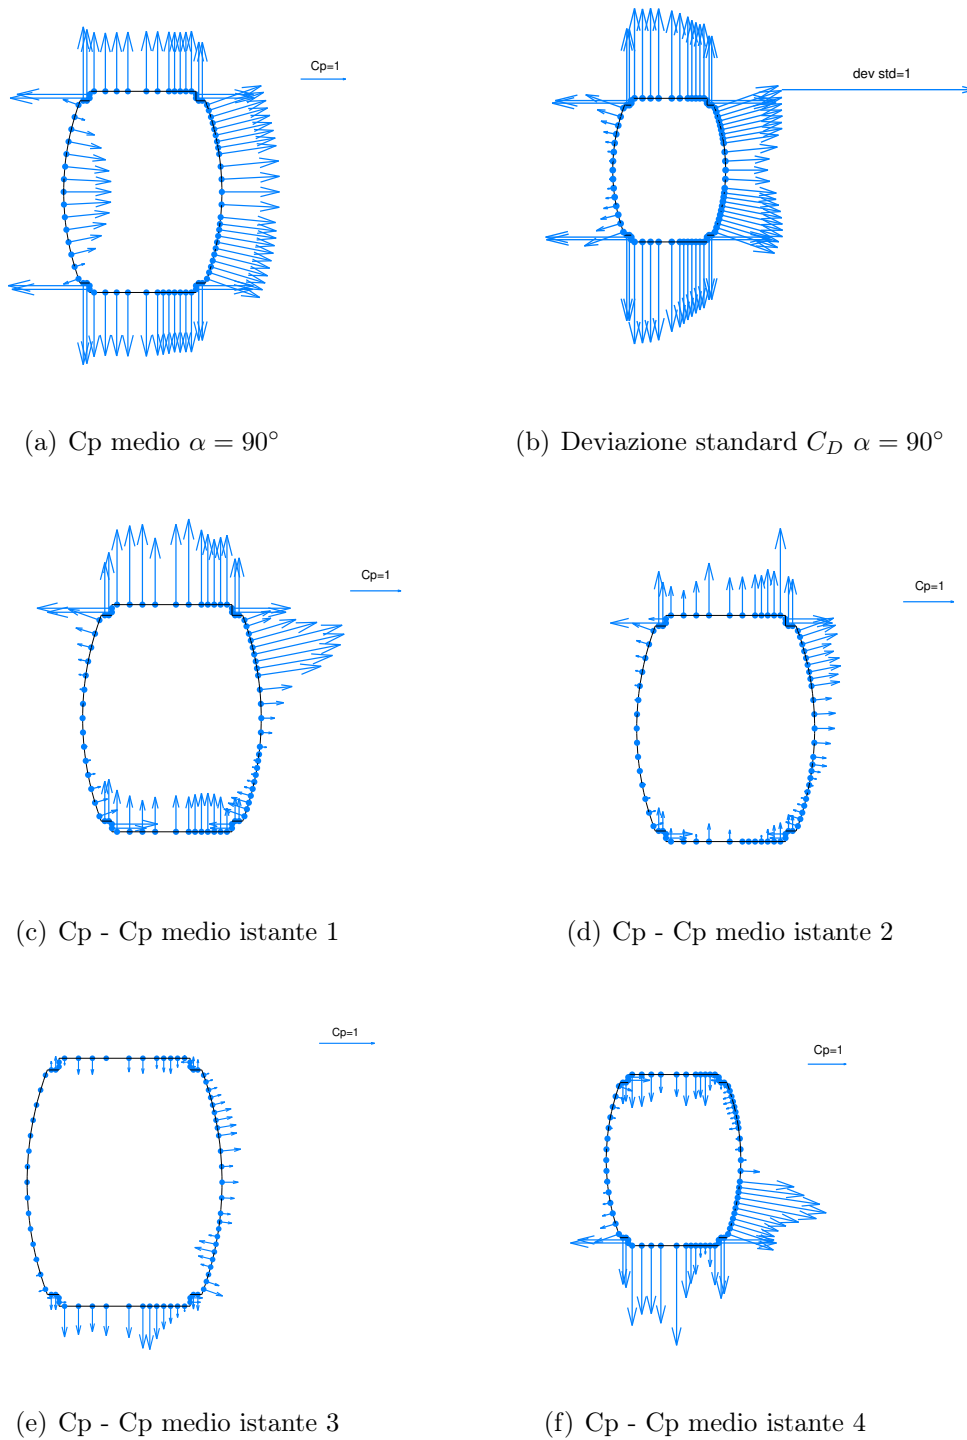 Cp=1
dev std=1
(a) Cp medio α = 90°
(b) Deviazione standard C_D α = 90°
Cp=1
Cp=1
(c) Cp - Cp medio istante 1
(d) Cp - Cp medio istante 2
Cp=1
Cp=1
(e) Cp - Cp medio istante 3
(f) Cp - Cp medio istante 4